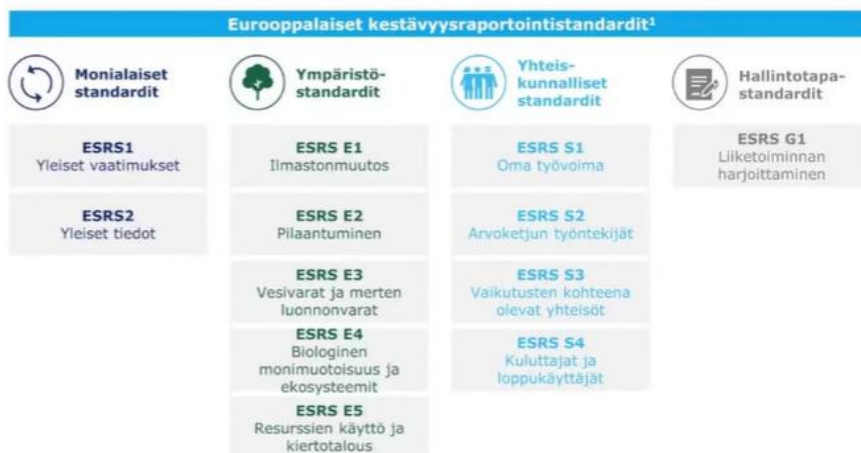 Eurooppalaiset kestävyysraportointistandardit¹
Monialaiset
standardit
ESRS1
Yleiset vaatimukset
ESRS2
Yleiset tiedot
Ympäristö-
standardit
ESRS E1
Ilmastonmuutos
ESRS E2
Pilaantuminen
ESRS E3
Vesivarat ja merten
luonnonvarat
ESRS E4
Biologinen
monimuotoisuus ja
ekosysteemit
ESRS E5
Resurssien käyttö ja
kiertotalous
Yhteis-
kunnalliset
standardit
ESRS S1
Oma työvoima
ESRS S2
Arvoketjun työntekijät
ESRS S3
Vaikutusten kohteena
olevat yhteisöt
ESRS S4
Kuluttajat ja
loppukäyttäjät
Hallintotapa-
standardit
ESRS G1
Liiketoiminnan
harjoittaminen